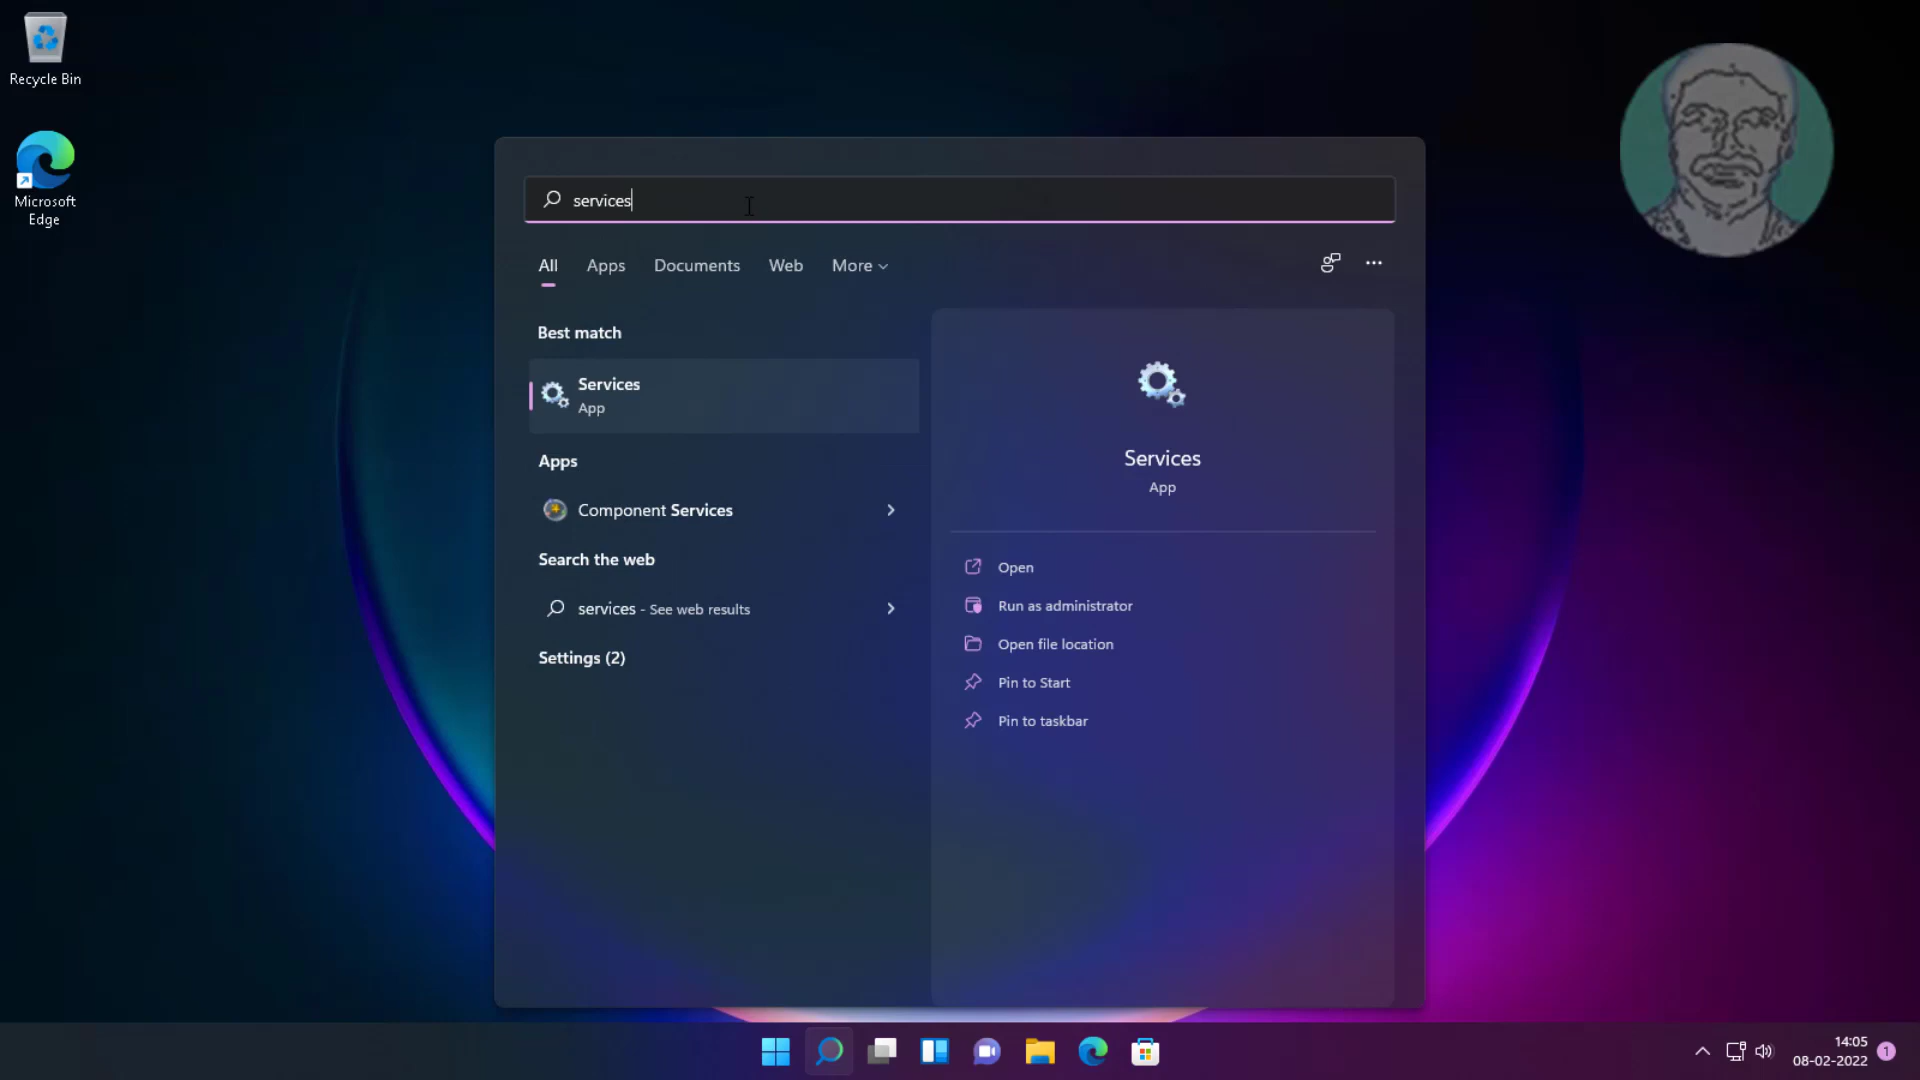 Recycle Bin
Microsoft
Edge
services
All Apps Documents Web More
Best match
Services
App
Apps
Component Services
Search the web
services - See web results
Settings (2)
Services
App
Open
Run as administrator
Open file location
Pin to Start
Pin to taskbar
14:05
08-02-2022
1